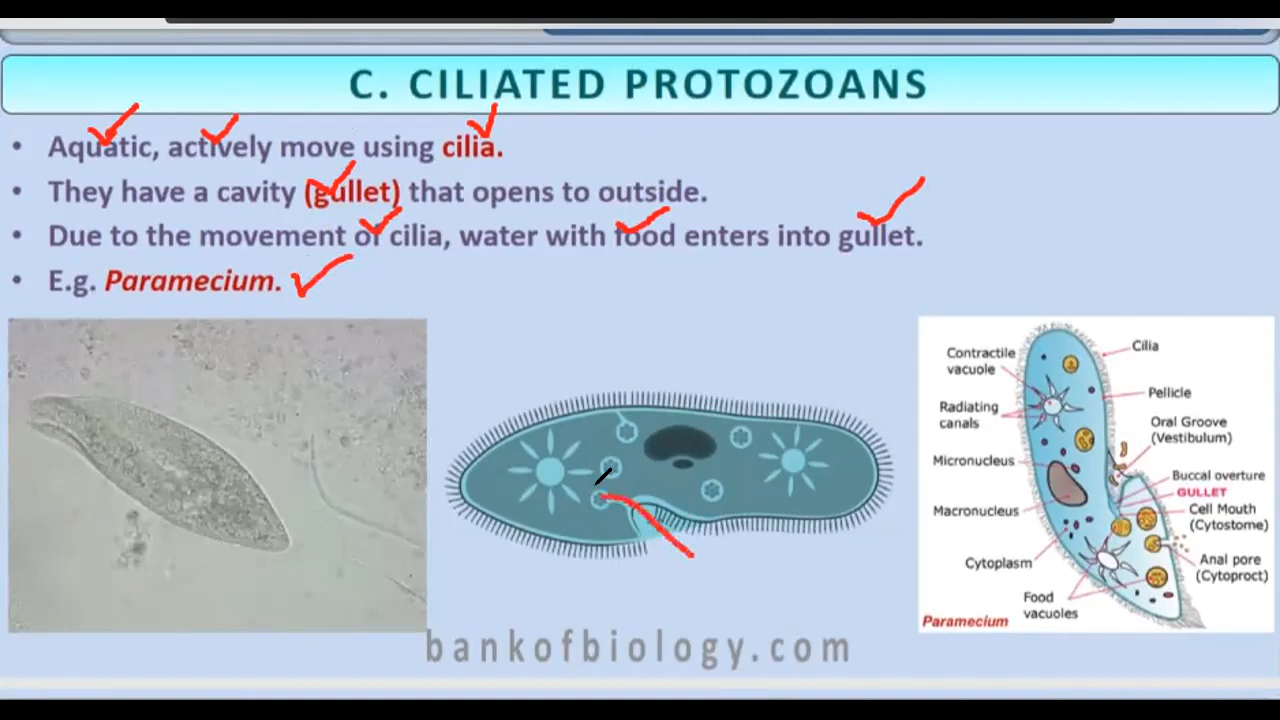 C. CILIATED PROTOZOANS
• Aquatic, actively move using cilia.
• They have a cavity (gullet) that opens to outside.
• Due to the movement of cilia, water with food enters into gullet.
• E.g. Paramecium.
Contractile
vacuole
Radiating
canals
Micronucleus
Macronucleus
Cytoplasm
Food
vacuoles
Paramecium
Cilia
Pellicle
Oral Groove
(Vestibulum)
Buccal overture
GULLET
Cell Mouth
(Cytostome)
Anal pore
(Cytoproct)
bankofbiology.com